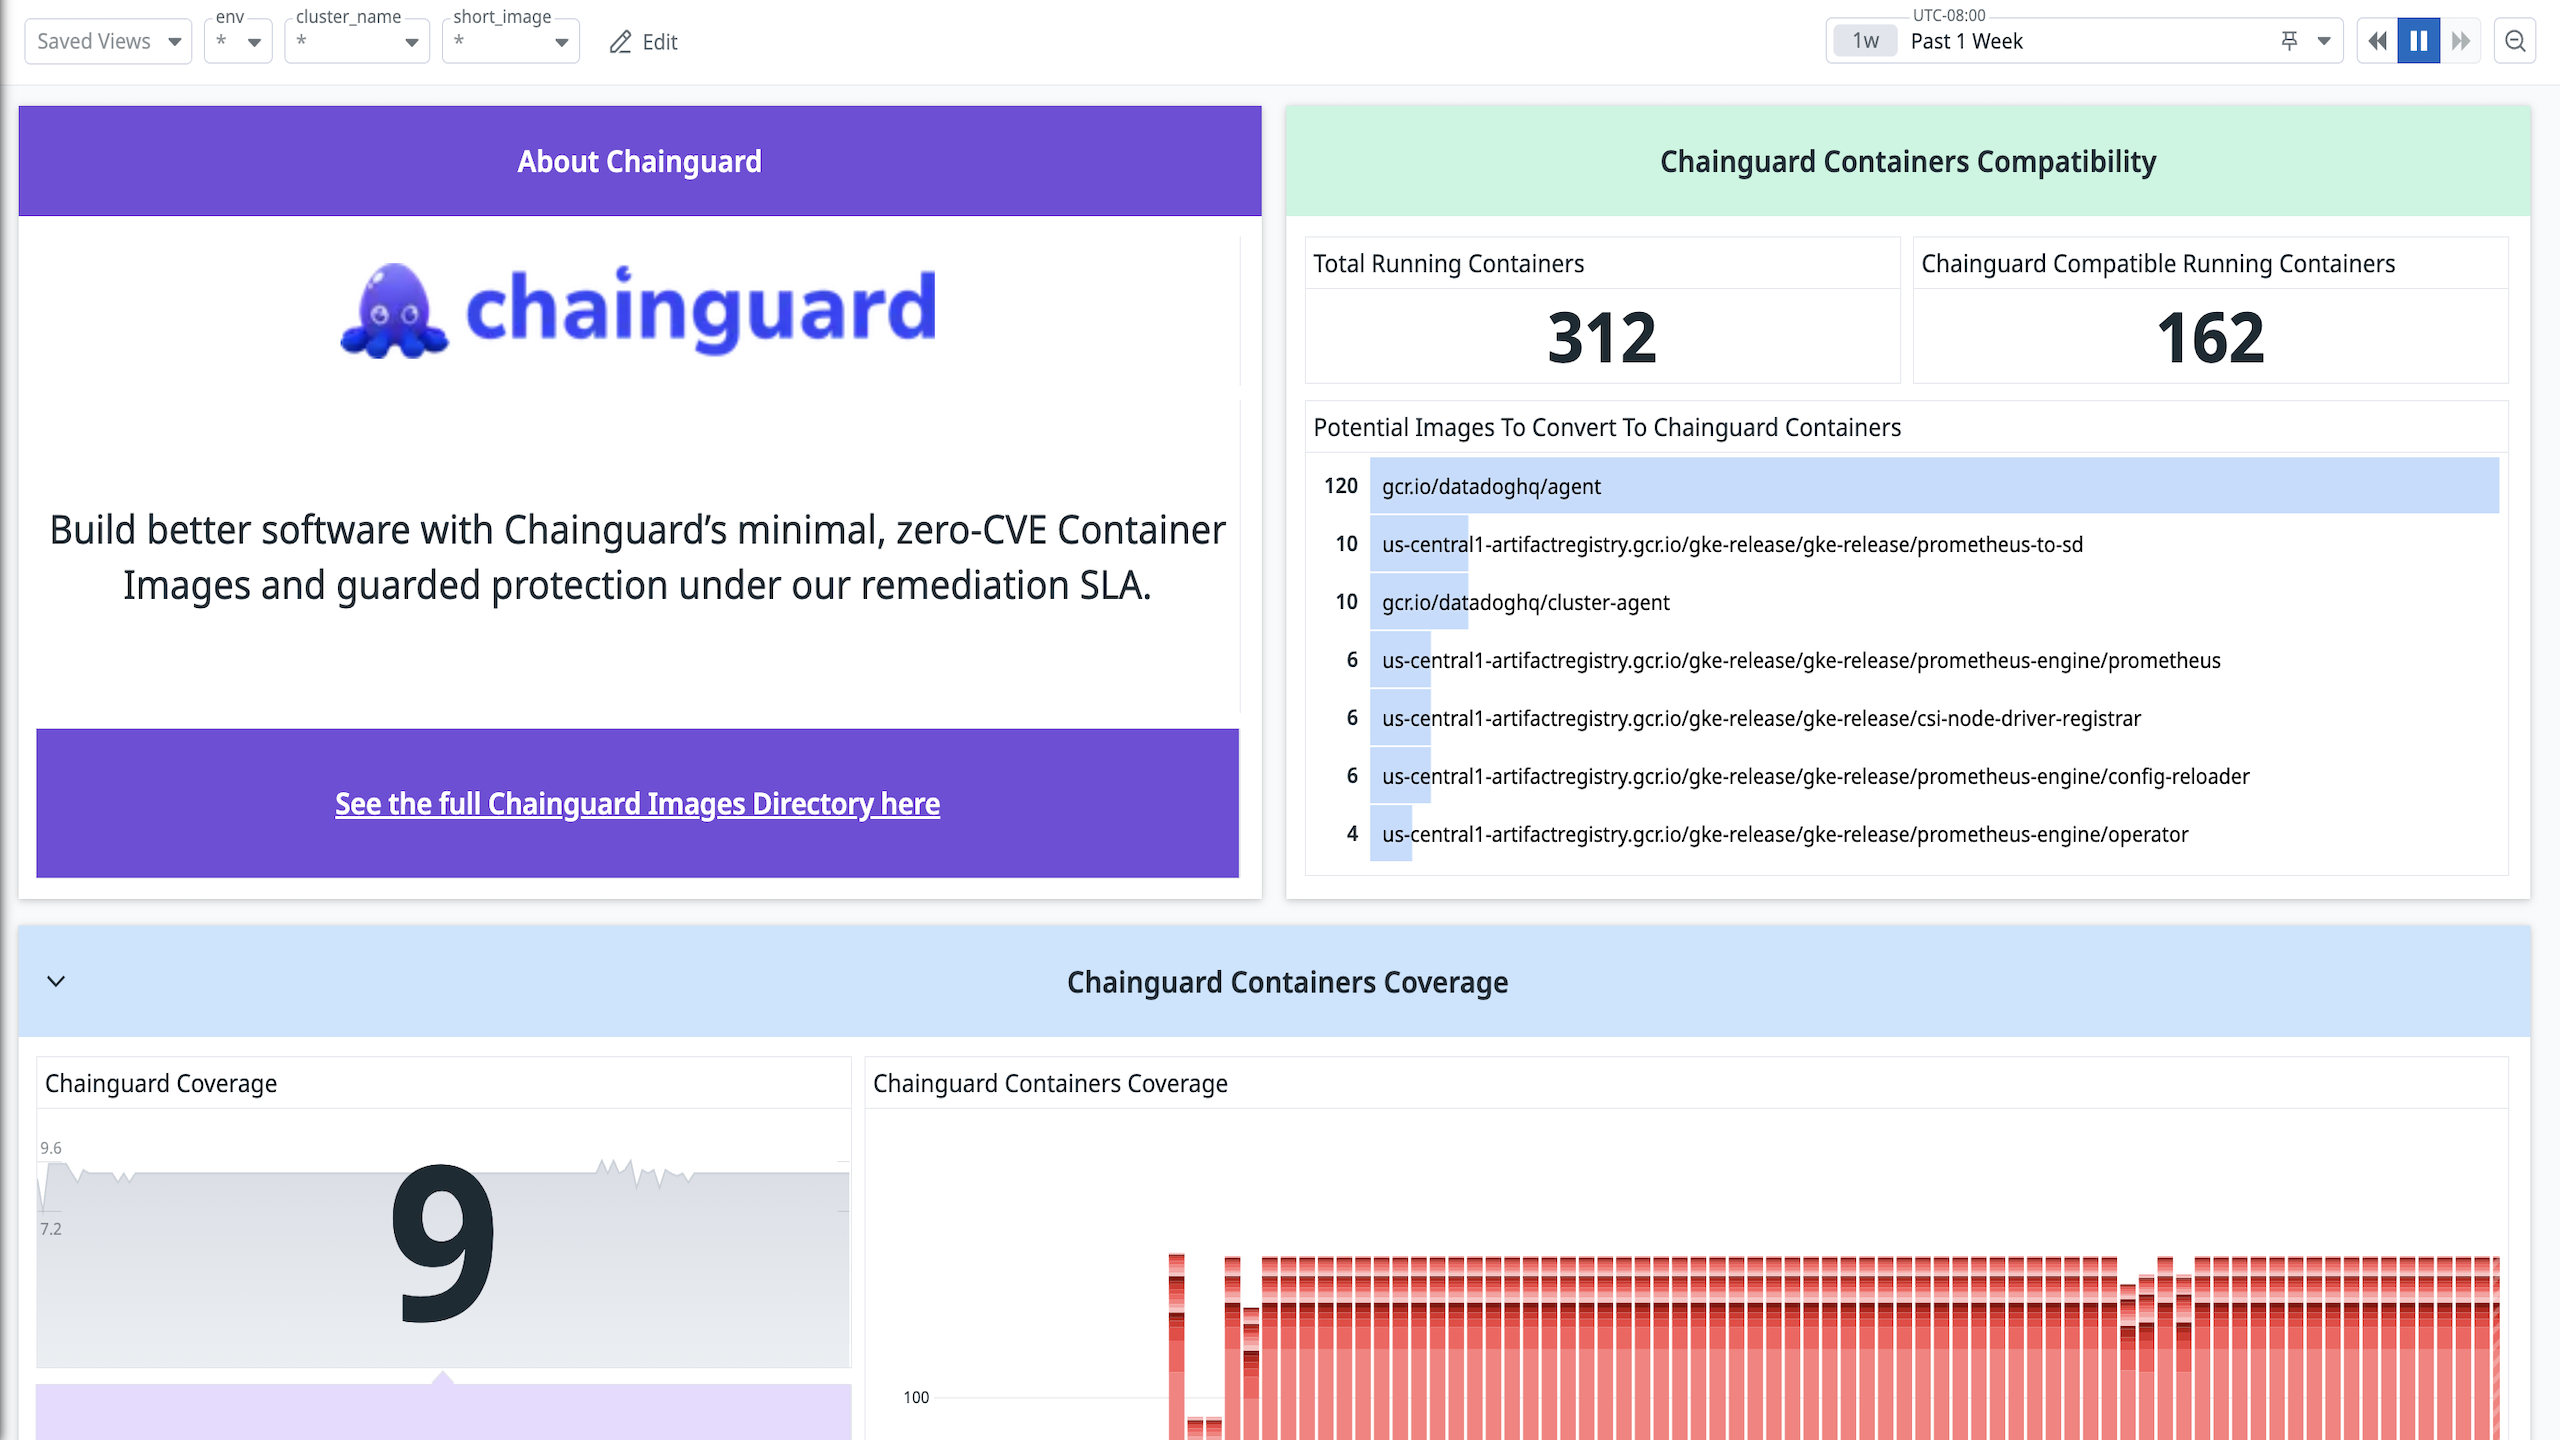 Saved Views
env
*
cluster_name
*
short_image
*
Edit
UTC-08:00
1w
Past 1 Week
About Chainguard
chainguard
Build better software with Chainguard’s minimal, zero-CVE Container
Images and guarded protection under our remediation SLA.
See the full Chainguard Images Directory here
Chainguard Containers Compatibility
Total Running Containers
312
Chainguard Compatible Running Containers
162
Potential Images To Convert To Chainguard Containers
120 gcr.io/datadoghq/agent
10 us-central1-artifactregistry.gcr.io/gke-release/gke-release/prometheus-to-sd
10 gcr.io/datadoghq/cluster-agent
6 us-central1-artifactregistry.gcr.io/gke-release/gke-release/prometheus-engine/prometheus
6 us-central1-artifactregistry.gcr.io/gke-release/gke-release/csi-node-driver-registrar
6 us-central1-artifactregistry.gcr.io/gke-release/gke-release/prometheus-engine/config-reloader
4 us-central1-artifactregistry.gcr.io/gke-release/gke-release/prometheus-engine/operator
Chainguard Containers Coverage
Chainguard Coverage
9.6
7.2
9
Chainguard Containers Coverage
100